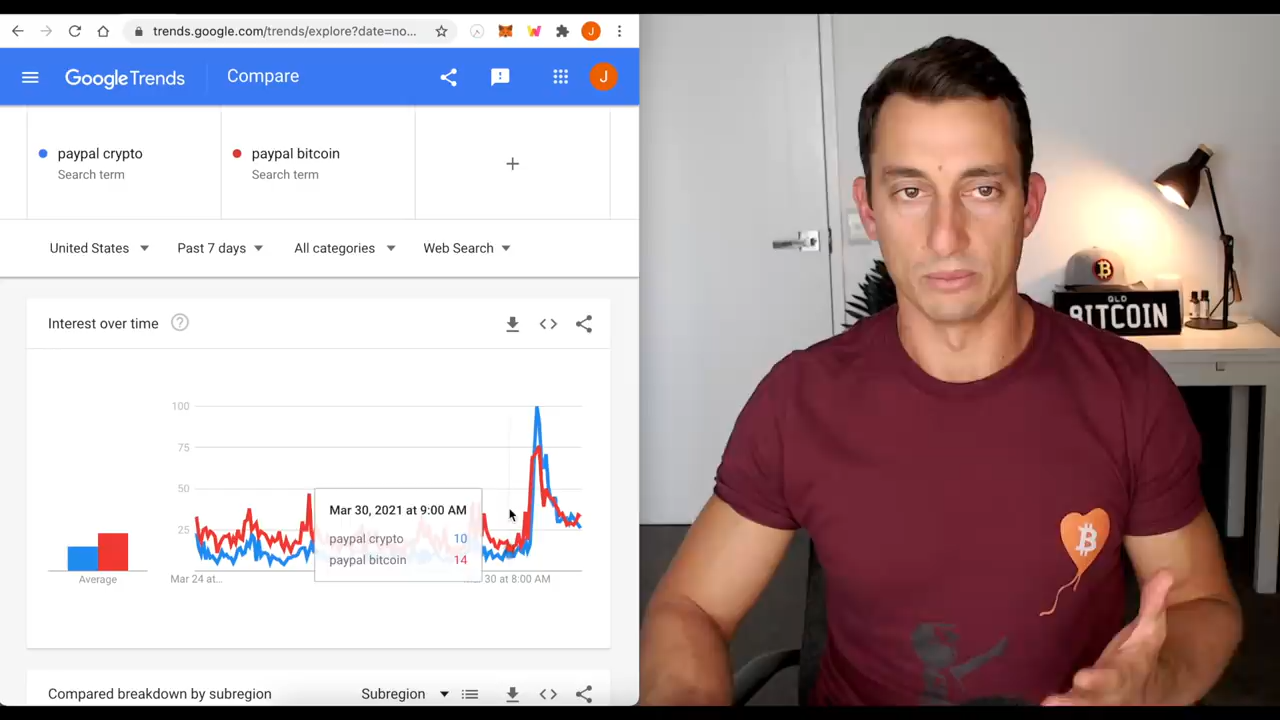 trends.google.com/trends/explore?date=no...
J
Google Trends
Compare
J
paypal crypto
Search term
paypal bitcoin
Search term
+
United States
Past 7 days
All categories
Web Search
Interest over time
?
100
75
50
25
Average
Mar 24 at...
30 at 8:00 AM
Mar 30, 2021 at 9:00 AM
paypal crypto 10
paypal bitcoin 14
Compared breakdown by subregion
Subregion
QLD
BITCOIN